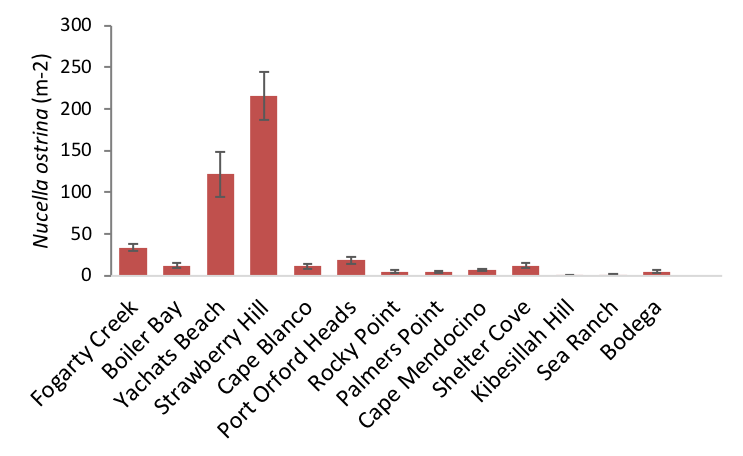 300
250
200
150
100
50
0
Nucella ostrina (m-2)
Fogarty Creek
Boiler Bay
Yachats Beach
Strawberry Hill
Cape Blanco
Port Orford Heads
Rocky Point
Palmers Point
Cape Mendocino
Shelter Cove
Kibesillah Hill
Sea Ranch
Bodega